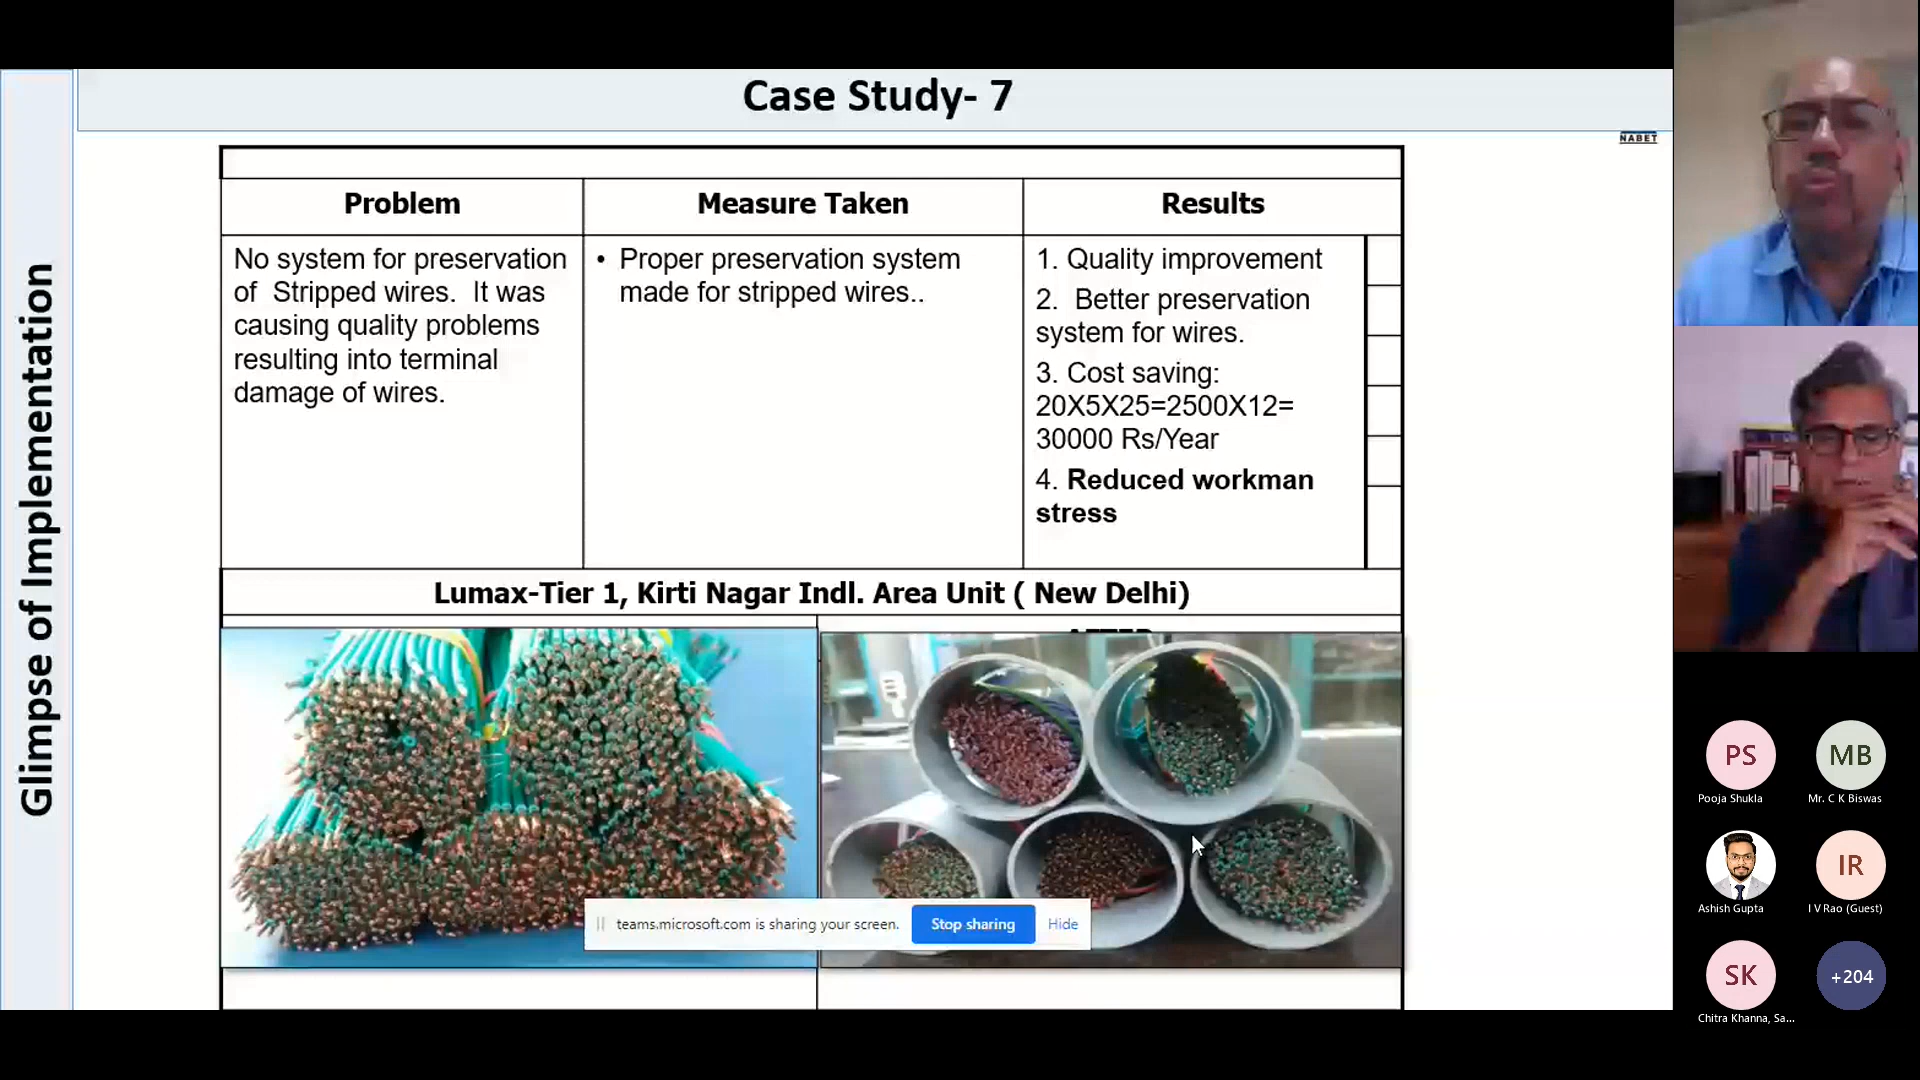 Case Study- 7
NABET
Glimpse of Implementation
Problem
Measure Taken
Results
No system for preservation
of Stripped wires. It was
causing quality problems
resulting into terminal
damage of wires.
• Proper preservation system
made for stripped wires..
1. Quality improvement
2. Better preservation
system for wires.
3. Cost saving:
20X5X25=2500X12=
30000 Rs/Year
4. Reduced workman
stress
Lumax-Tier 1, Kirti Nagar Indl. Area Unit ( New Delhi)
teams.microsoft.com is sharing your screen.
Stop sharing
Hide
PS
Pooja Shukla
MB
Mr. C K Biswas
Ashish Gupta
IR
I V Rao (Guest)
SK
Chitra Khanna, Sa...
+204